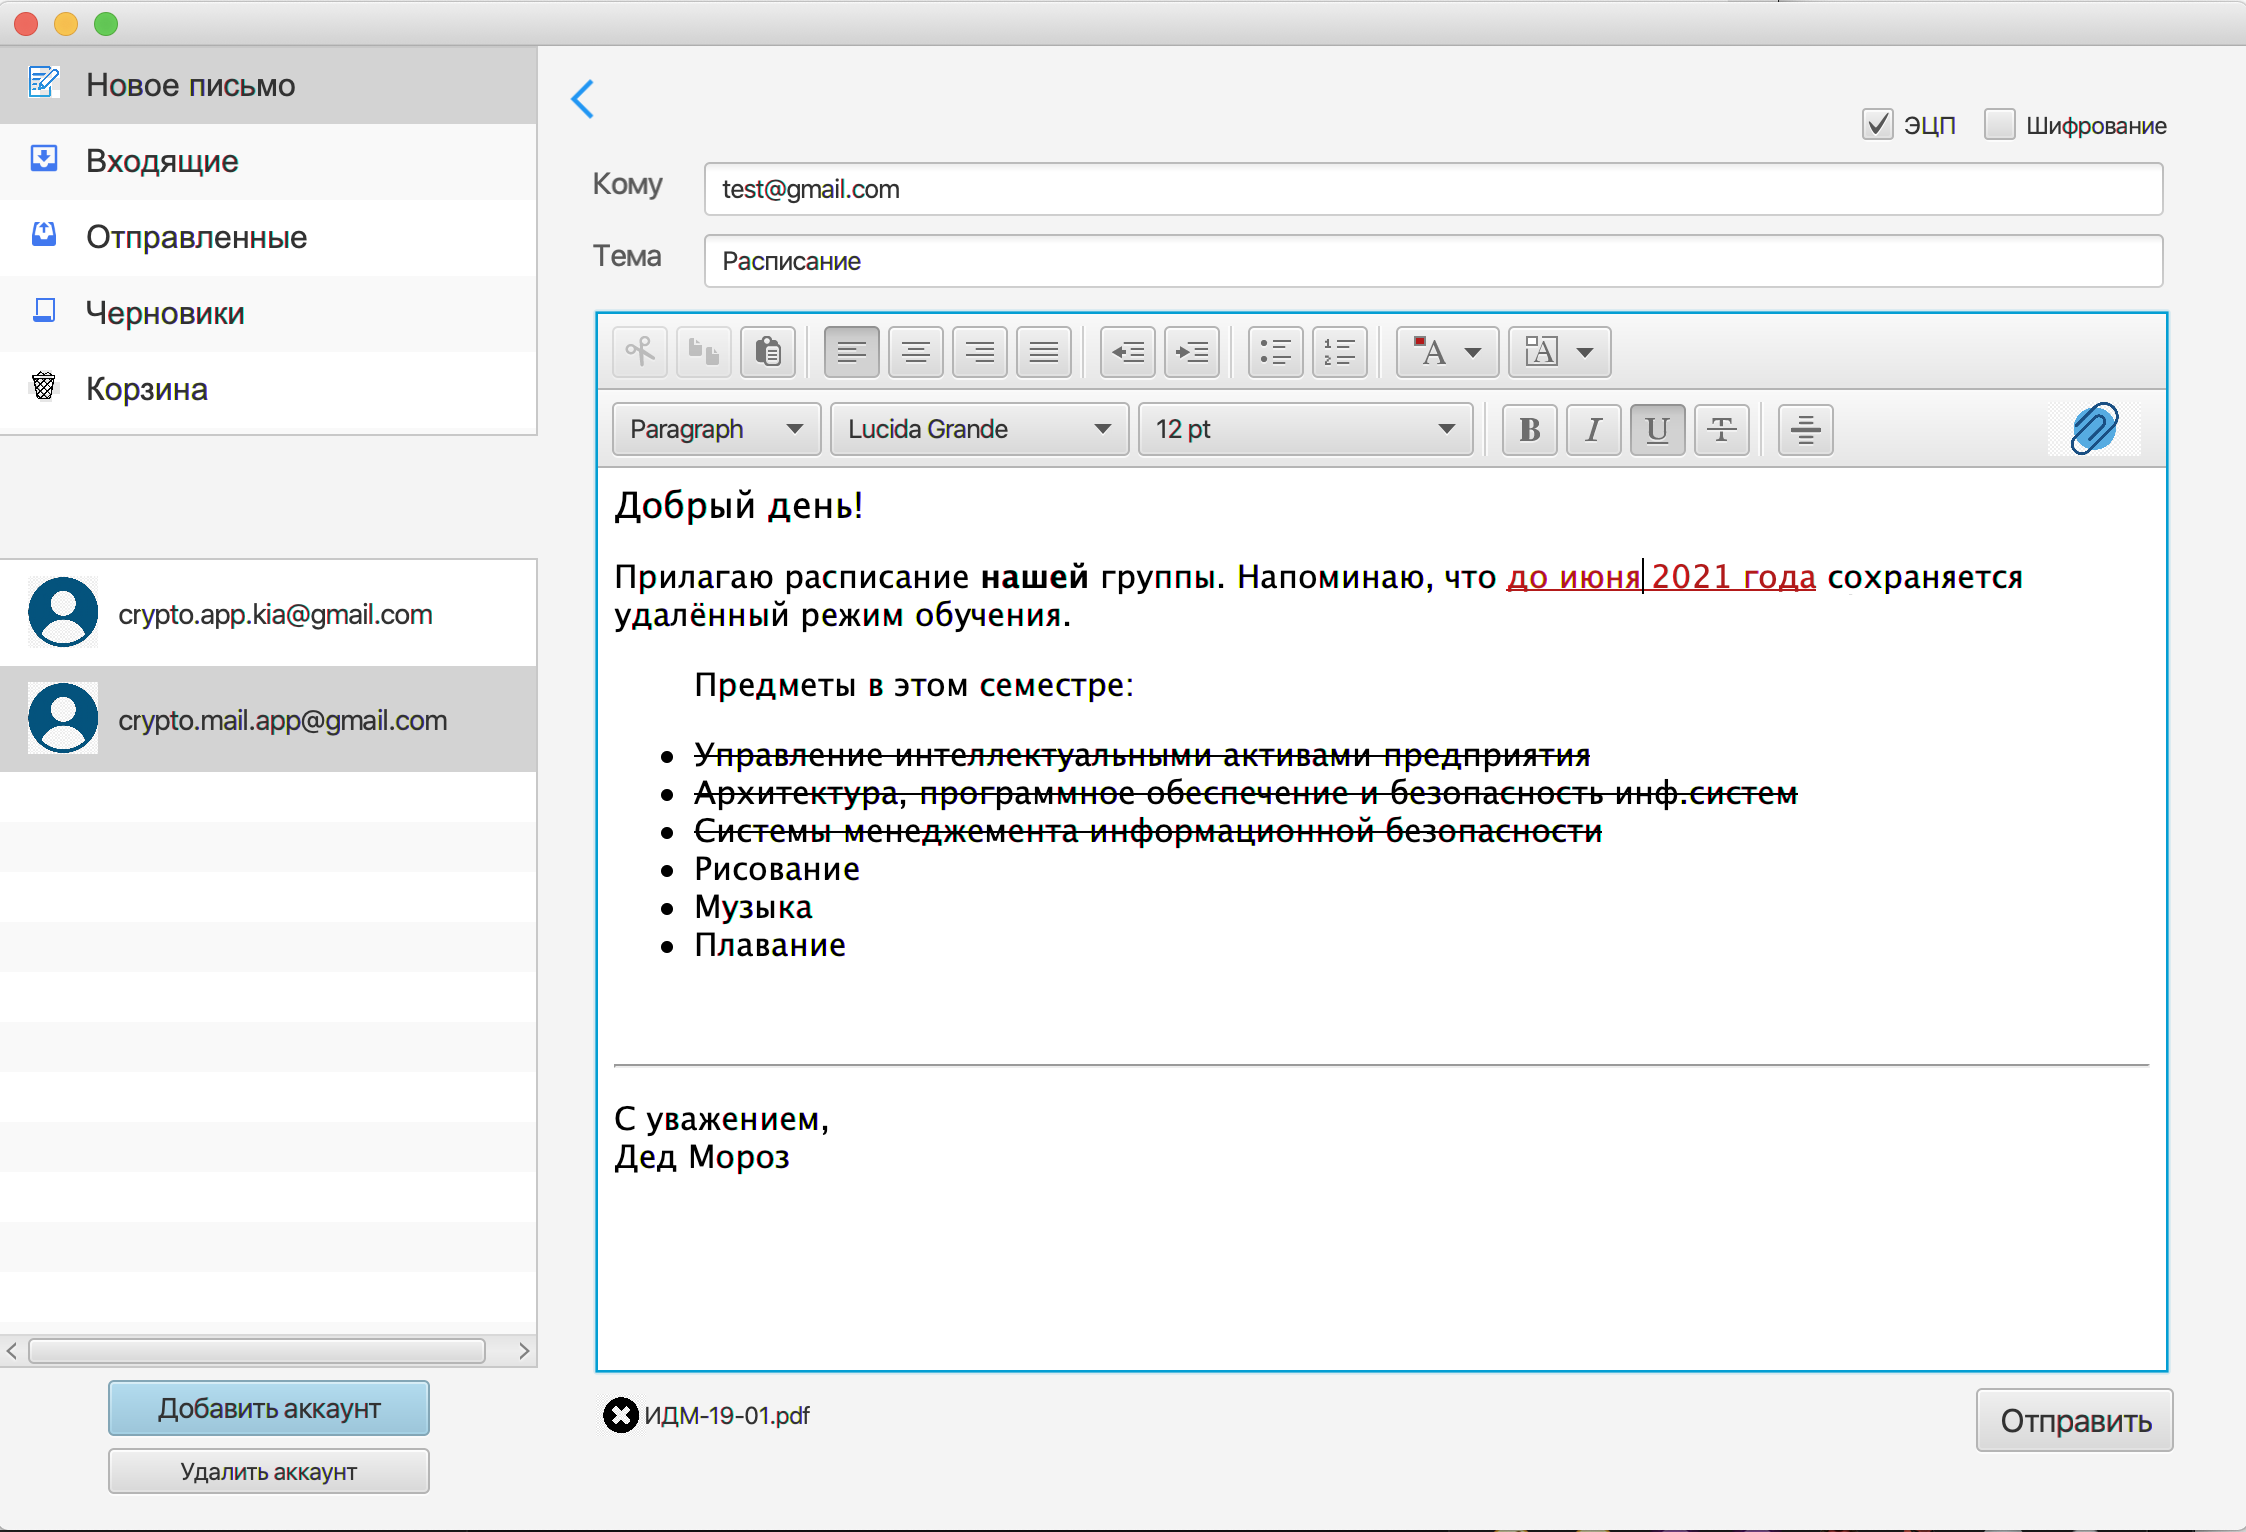 Новое письмо
Входящие
Отправленные
Черновики
Корзина
crypto.app.kia@gmail.com
crypto.mail.app@gmail.com
Добавить аккаунт
Удалить аккаунт
ЭЦП Шифрование
Кому test@gmail.com
Тема Расписание
Paragraph Lucida Grande 12 pt B I U T
Добрый день!
Прилагаю расписание нашей группы. Напоминаю, что до июня 2021 года сохраняется
удалённый режим обучения.
Предметы в этом семестре:
• Управление интеллектуальными активами предприятия
• Архитектура, программное обеспечение и безопасность инф.систем
• Системы менеджемента информационной безопасности
• Рисование
• Музыка
• Плавание
С уважением,
Дед Мороз
ИДМ-19-01.pdf
Отправить